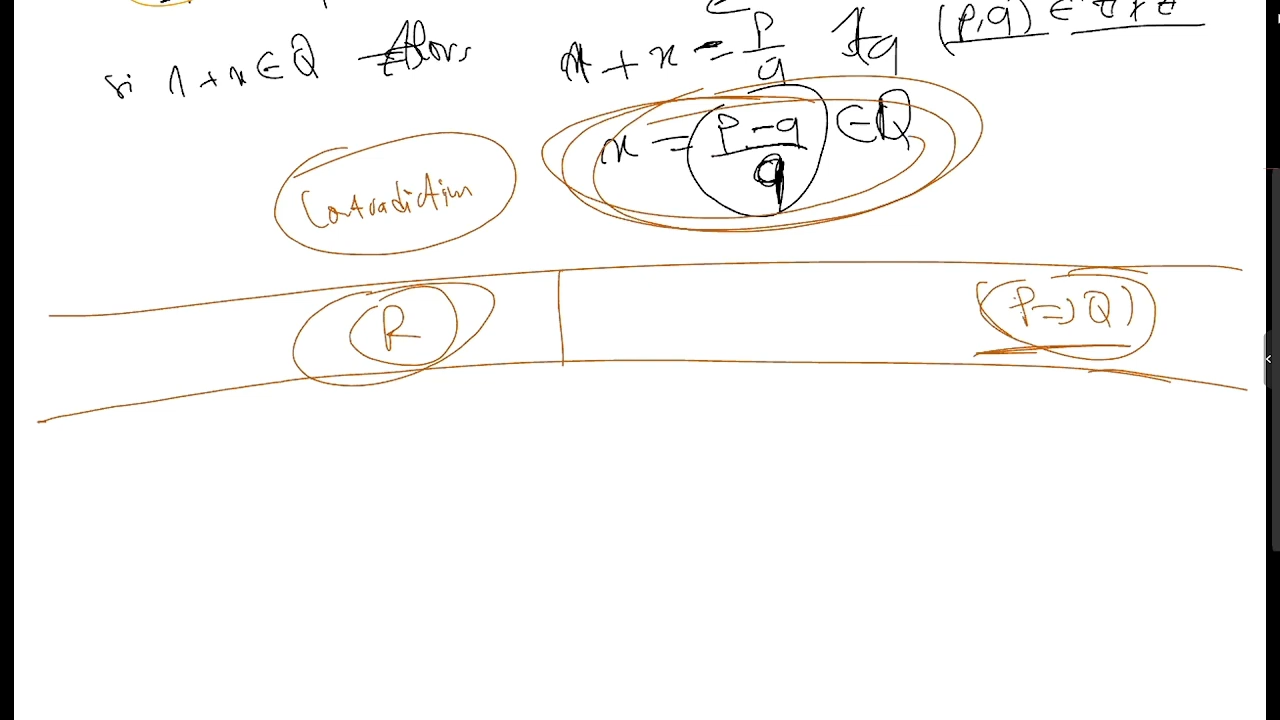 si 1 + x ∈ Q Alors 1 + x = p/q tq (p,q) ∈
x = (p-q)/q ∈ Q
Contradiction
R (P => Q)